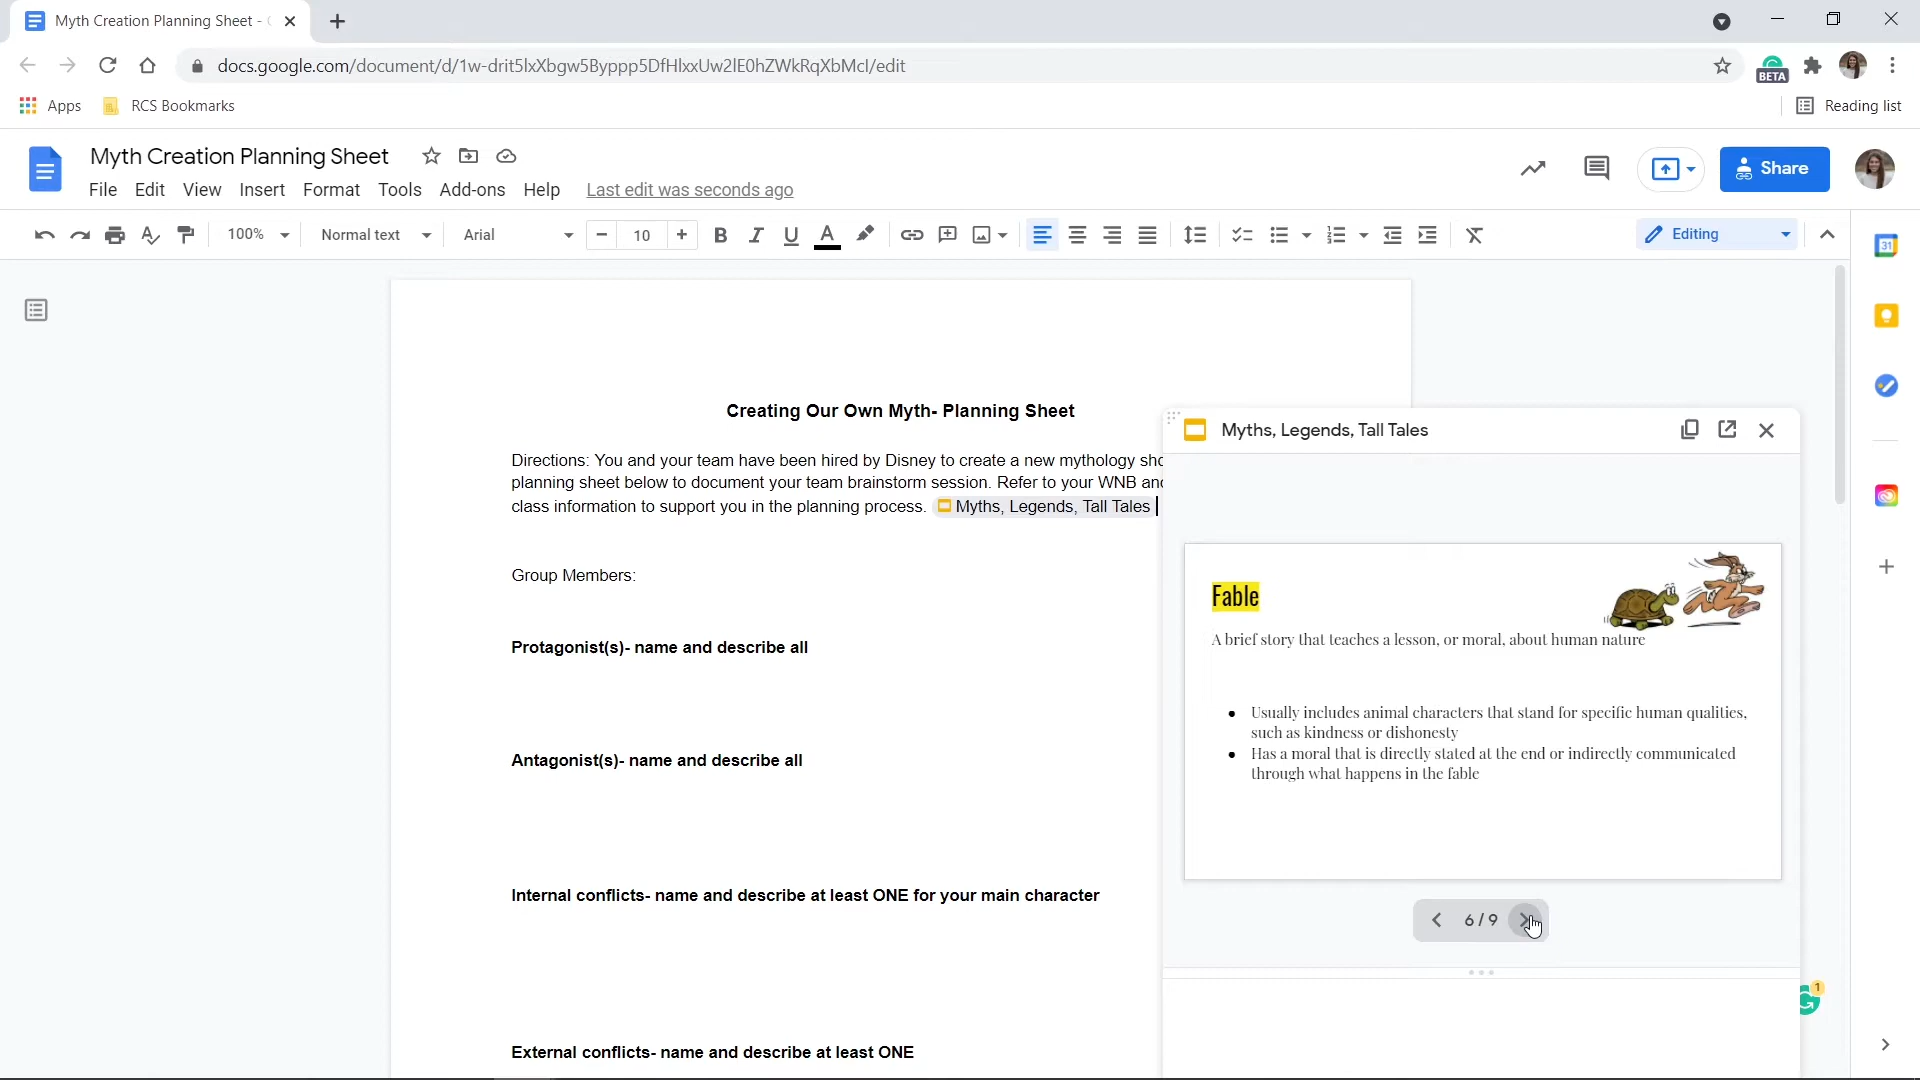 Myth Creation Planning Sheet -
docs.google.com/document/d/1w-drit5lxXbgw5Byppp5DfHlxxUw2lE0hZWkRqXbMcI/edit
BETA
Apps
RCS Bookmarks
Reading list
Myth Creation Planning Sheet
File Edit View Insert Format Tools Add-ons Help Last edit was seconds ago
Share
100% Normal text Arial 10 B I U A Editing
31
Creating Our Own Myth- Planning Sheet
Directions: You and your team have been hired by Disney to create a new mythology
planning sheet below to document your team brainstorm session. Refer to your WNB
class information to support you in the planning process. Myths, Legends, Tall Tales
Group Members:
Protagonist(s)- name and describe all
Antagonist(s)- name and describe all
Internal conflicts- name and describe at least ONE for your main character
External conflicts- name and describe at least ONE
Myths, Legends, Tall Tales
Fable
A brief story that teaches a lesson, or moral, about human nature
● Usually includes animal characters that stand for specific human qualities,
such as kindness or dishonesty
● Has a moral that is directly stated at the end or indirectly communicated
through what happens in the fable
6 / 9
1